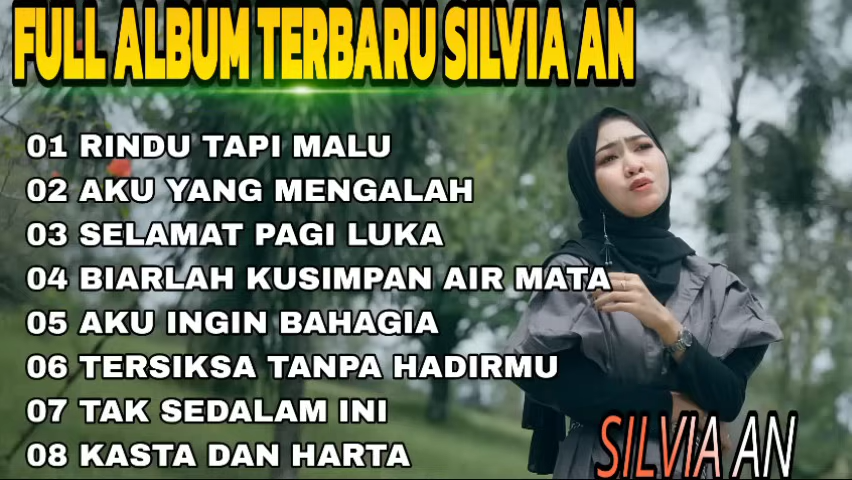 FULL ALBUM TERBARU SILVIA AN
01 RINDU TAPI MALU
02 AKU YANG MENGALAH
03 SELAMAT PAGI LUKA
04 BIARLAH KUSIMPAN AIR MATA
05 AKU INGIN BAHAGIA
06 TERSIKSA TANPA HADIRMU
07 TAK SEDALAM INI
08 KASTA DAN HARTA
SILVIA AN